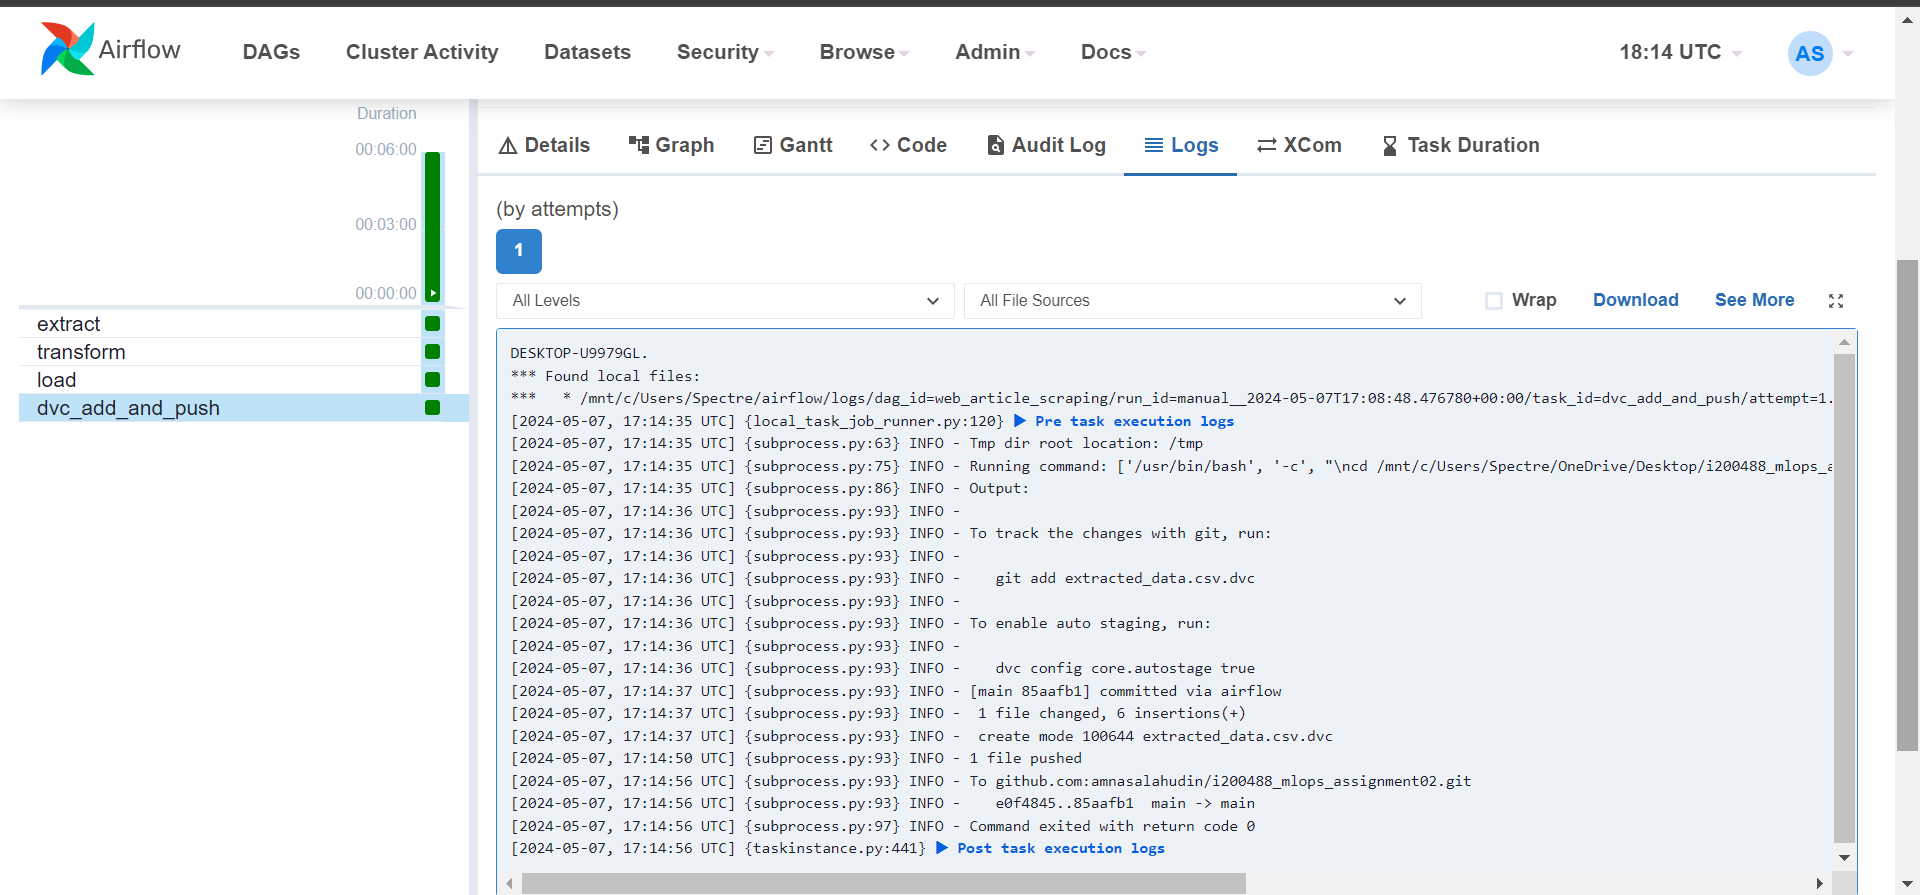 Airflow DAGs Cluster Activity Datasets Security Browse Admin Docs 18:14 UTC AS
Duration
00:06:00
00:03:00
00:00:00
extract
transform
load
dvc_add_and_push
Details Graph Gantt Code Audit Log Logs XCom Task Duration
(by attempts)
1
All Levels All File Sources Wrap Download See More
DESKTOP-U9979GL.
*** Found local files:
***   * /mnt/c/Users/Spectre/airflow/logs/dag_id=web_article_scraping/run_id=manual__2024-05-07T17:08:48.476780+00:00/task_id=dvc_add_and_push/attempt=1.
[2024-05-07, 17:14:35 UTC] {local_task_job_runner.py:120} ▶ Pre task execution logs
[2024-05-07, 17:14:35 UTC] {subprocess.py:63} INFO - Tmp dir root location: /tmp
[2024-05-07, 17:14:35 UTC] {subprocess.py:75} INFO - Running command: ['/usr/bin/bash', '-c', "\ncd /mnt/c/Users/Spectre/OneDrive/Desktop/i200488_mlops_a
[2024-05-07, 17:14:35 UTC] {subprocess.py:86} INFO - Output:
[2024-05-07, 17:14:36 UTC] {subprocess.py:93} INFO -
[2024-05-07, 17:14:36 UTC] {subprocess.py:93} INFO - To track the changes with git, run:
[2024-05-07, 17:14:36 UTC] {subprocess.py:93} INFO -
[2024-05-07, 17:14:36 UTC] {subprocess.py:93} INFO -    git add extracted_data.csv.dvc
[2024-05-07, 17:14:36 UTC] {subprocess.py:93} INFO -
[2024-05-07, 17:14:36 UTC] {subprocess.py:93} INFO - To enable auto staging, run:
[2024-05-07, 17:14:36 UTC] {subprocess.py:93} INFO -
[2024-05-07, 17:14:36 UTC] {subprocess.py:93} INFO -    dvc config core.autostage true
[2024-05-07, 17:14:37 UTC] {subprocess.py:93} INFO - [main 85aafb1] committed via airflow
[2024-05-07, 17:14:37 UTC] {subprocess.py:93} INFO -  1 file changed, 6 insertions(+)
[2024-05-07, 17:14:37 UTC] {subprocess.py:93} INFO -  create mode 100644 extracted_data.csv.dvc
[2024-05-07, 17:14:50 UTC] {subprocess.py:93} INFO - 1 file pushed
[2024-05-07, 17:14:56 UTC] {subprocess.py:93} INFO - To github.com:amnasalahudin/i200488_mlops_assignment02.git
[2024-05-07, 17:14:56 UTC] {subprocess.py:93} INFO -    e0f4845..85aafb1  main -> main
[2024-05-07, 17:14:56 UTC] {subprocess.py:97} INFO - Command exited with return code 0
[2024-05-07, 17:14:56 UTC] {taskinstance.py:441} ▶ Post task execution logs